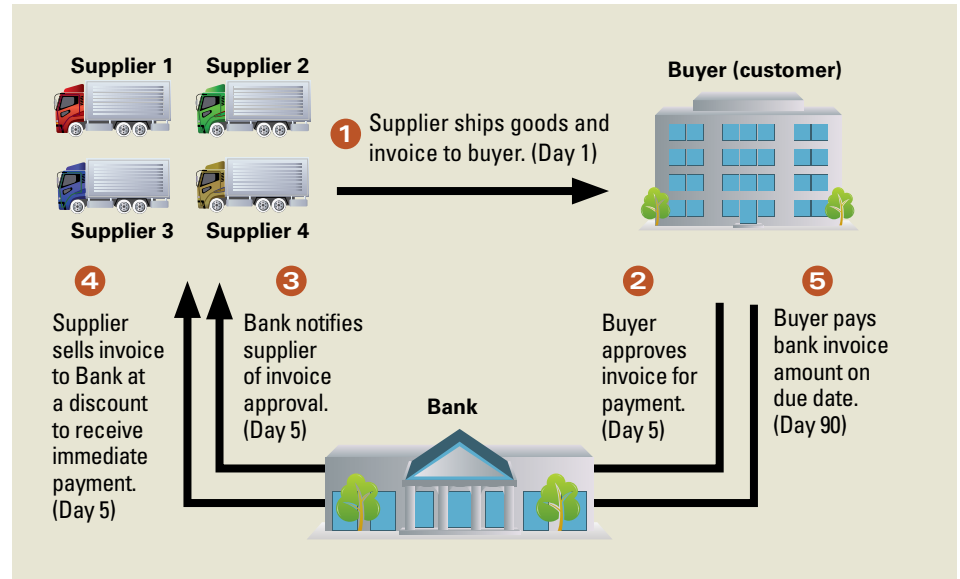 Supplier 1
Supplier 2
Supplier 3
Supplier 4
Buyer (customer)
1
Supplier ships goods and
invoice to buyer. (Day 1)
4
Supplier
sells invoice
to Bank at
a discount
to receive
immediate
payment.
(Day 5)
3
Bank notifies
supplier
of invoice
approval.
(Day 5)
Bank
2
Buyer
approves
invoice for
payment.
(Day 5)
5
Buyer pays
bank invoice
amount on
due date.
(Day 90)